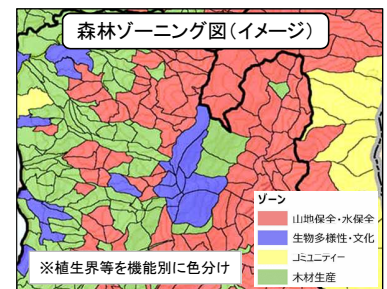 森林ゾーニング図(イメージ)
ゾーン
山地保全・水保全
生物多様性・文化
コミュニティー
木材生産
※植生界等を機能別に色分け